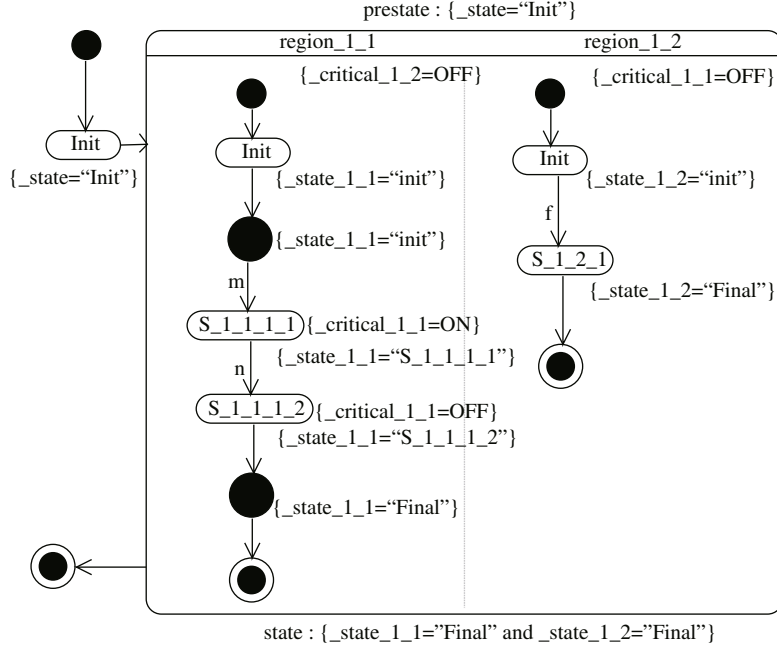 prestate : {_state=“Init”}
region_1_1
region_1_2
{_critical_1_2=OFF}
{_critical_1_1=OFF}
Init
{_state=“Init”}
Init
{_state_1_1=“init”}
Init
{_state_1_2=“init”}
{_state_1_1=“init”}
f
S_1_2_1
{_state_1_2=“Final”}
m
S_1_1_1_1
{_critical_1_1=ON}
{_state_1_1=“S_1_1_1_1”}
n
S_1_1_1_2
{_critical_1_1=OFF}
{_state_1_1=“S_1_1_1_2”}
{_state_1_1=“Final”}
state : {_state_1_1=”Final” and _state_1_2=”Final”}